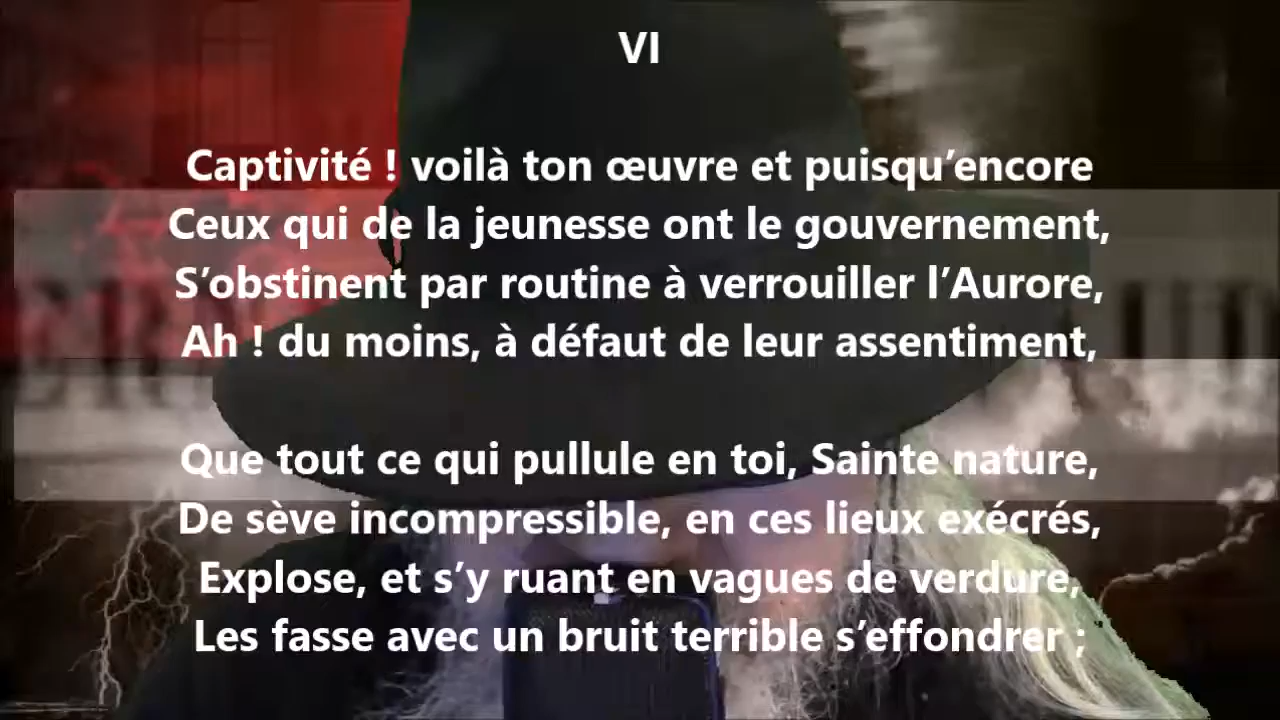 VI
Captivité ! voilà ton œuvre et puisqu’encore
Ceux qui de la jeunesse ont le gouvernement,
S’obstinent par routine à verrouiller l’Aurore,
Ah ! du moins, à défaut de leur assentiment,
Que tout ce qui pullule en toi, Sainte nature,
De sève incompressible, en ces lieux exécrés,
Explose, et s’y ruant en vagues de verdure,
Les fasse avec un bruit terrible s’effondrer ;